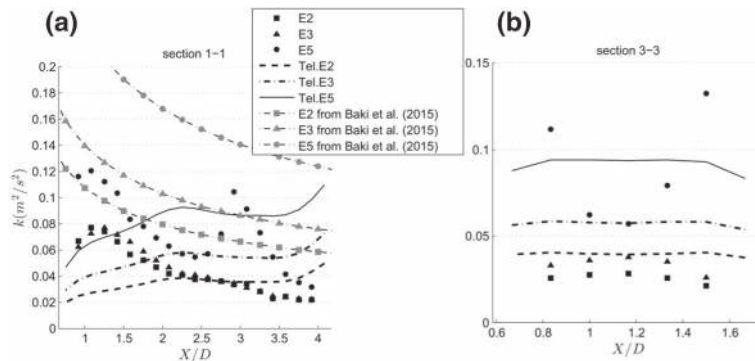 (a)
section 1-1
k(m²/s²)
0.2
0.18
0.16
0.14
0.12
0.1
0.08
0.06
0.04
0.02
0
1
1.5
2
2.5
3
3.5
4
X/D
E2
E3
E5
Tel.E2
Tel.E3
Tel.E5
E2 from Baki et al. (2015)
E3 from Baki et al. (2015)
E5 from Baki et al. (2015)
(b)
section 3-3
0.15
0.1
0.05
0
0.6
0.8
1
1.2
1.4
1.6
X/D